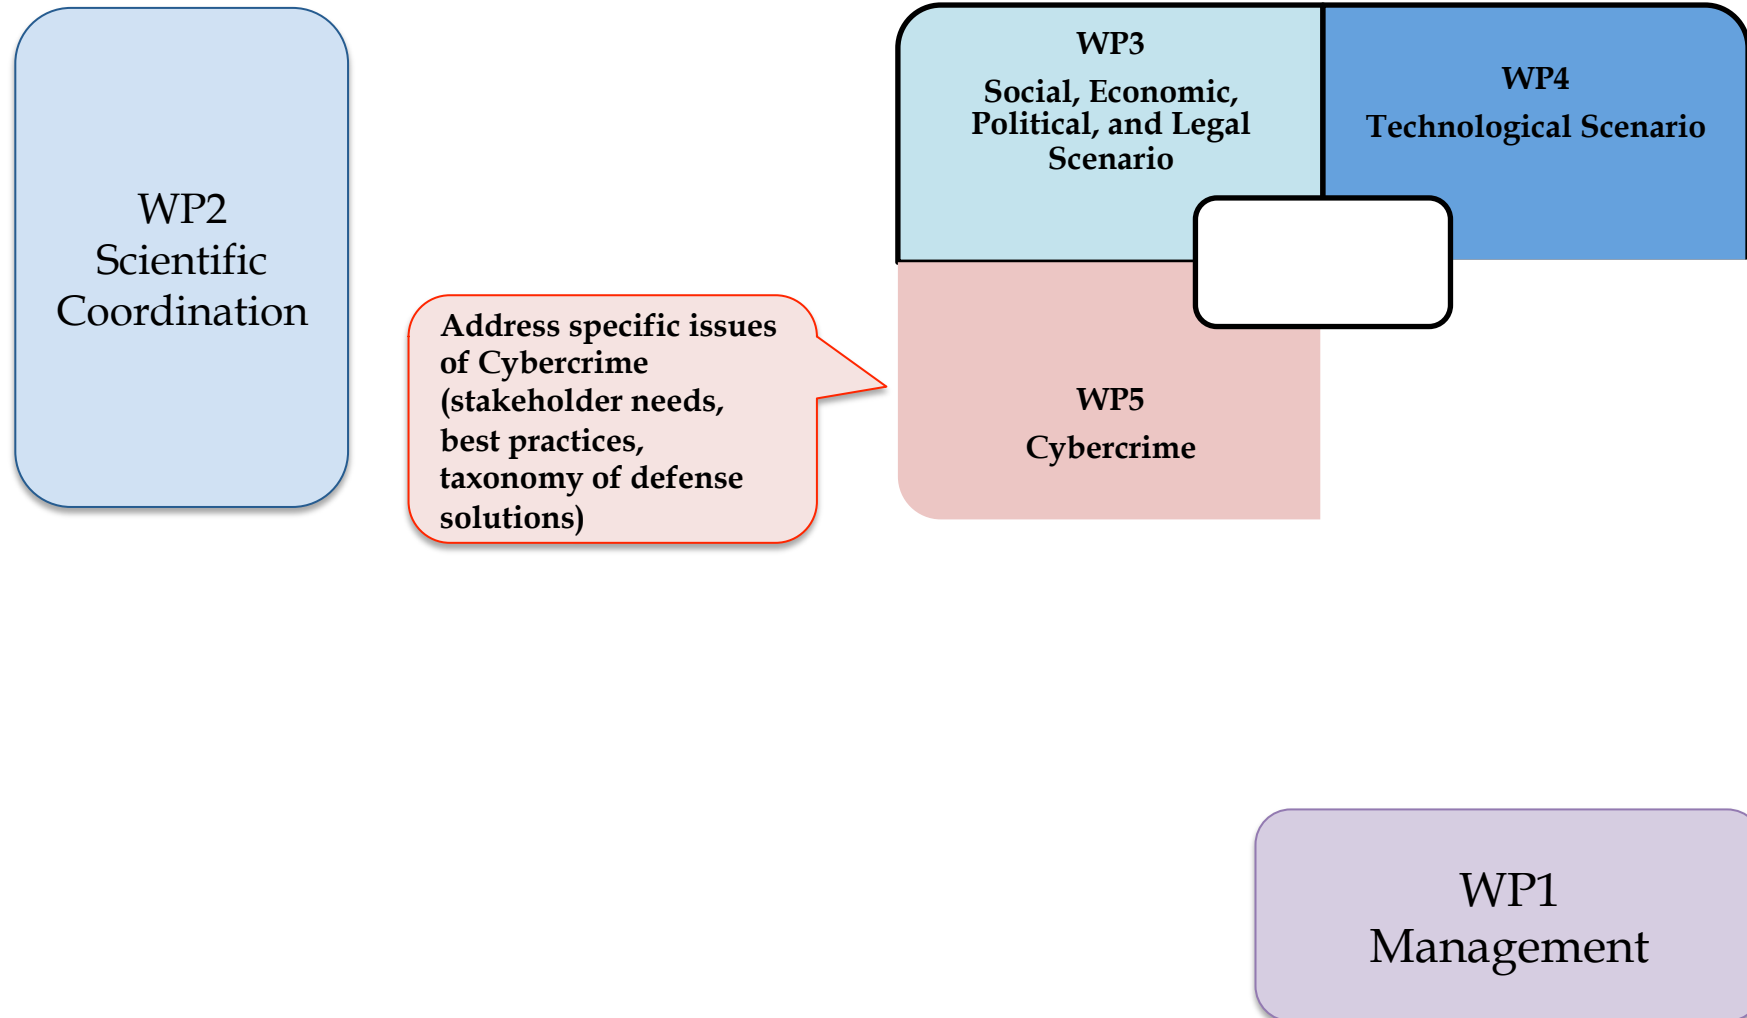 WP2
Scientific
Coordination
WP3
Social, Economic,
Political, and Legal
Scenario
WP4
Technological Scenario
Address specific issues
of Cybercrime
(stakeholder needs,
best practices,
taxonomy of defense
solutions)
WP5
Cybercrime
WP1
Management